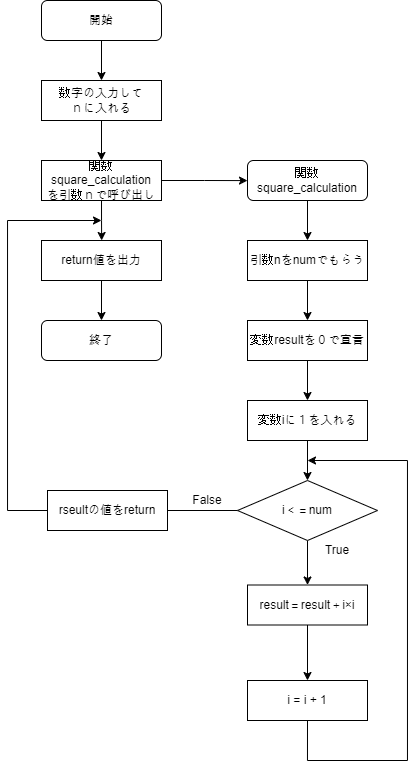 開始
数字の入力して
ｎに入れる
関数
square_calculation
を引数ｎで呼び出し
return値を出力
終了
関数
square_calculation
引数nをnumでもらう
変数resultを０で宣言
変数iに１を入れる
i < = num
False
rseultの値をreturn
True
result = result + i×i
i = i + 1